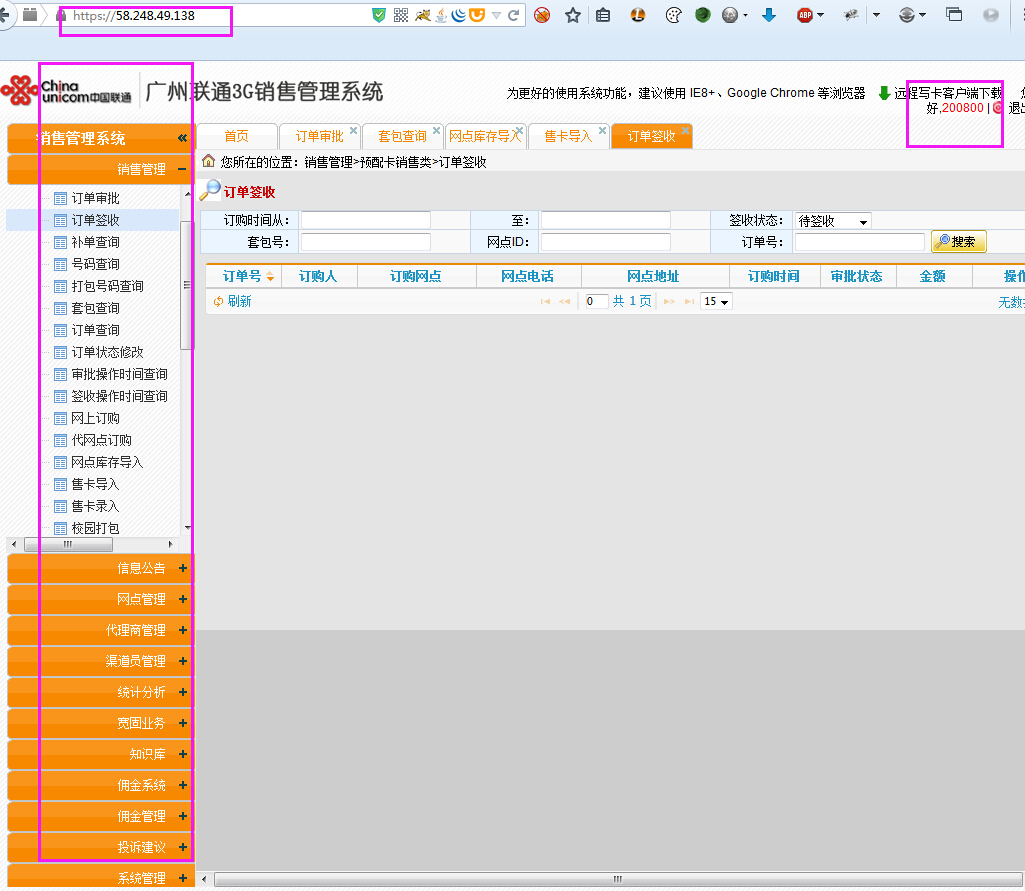 https://58.248.49.138
ABP
China
unicom中国联通
广州联通3G销售管理系统
为更好的使用系统功能，建议使用 IE8+、Google Chrome 等浏览器
远程写卡客户端下载
好,200800 |
销售管理系统 «
首页 订单审批 套包查询 网点库存导入 售卡导入 订单签收
销售管理
您所在的位置：销售管理>预配卡销售类>订单签收
订单审批
订单签收
补单查询
号码查询
打包号码查询
套包查询
订单查询
订单状态修改
审批操作时间查询
签收操作时间查询
网上订购
代网点订购
网点库存导入
售卡导入
售卡录入
校园打包
信息公告 +
网点管理 +
代理商管理 +
渠道员管理 +
统计分析 +
宽固业务 +
知识库 +
佣金系统 +
佣金管理 +
投诉建议 +
系统管理 +
订单签收
订购时间从： 至： 签收状态： 待签收
套包号： 网点ID： 订单号： 搜索
订单号 订购人 订购网点 网点电话 网点地址 订购时间 审批状态 金额
刷新 0 共 1 页 15